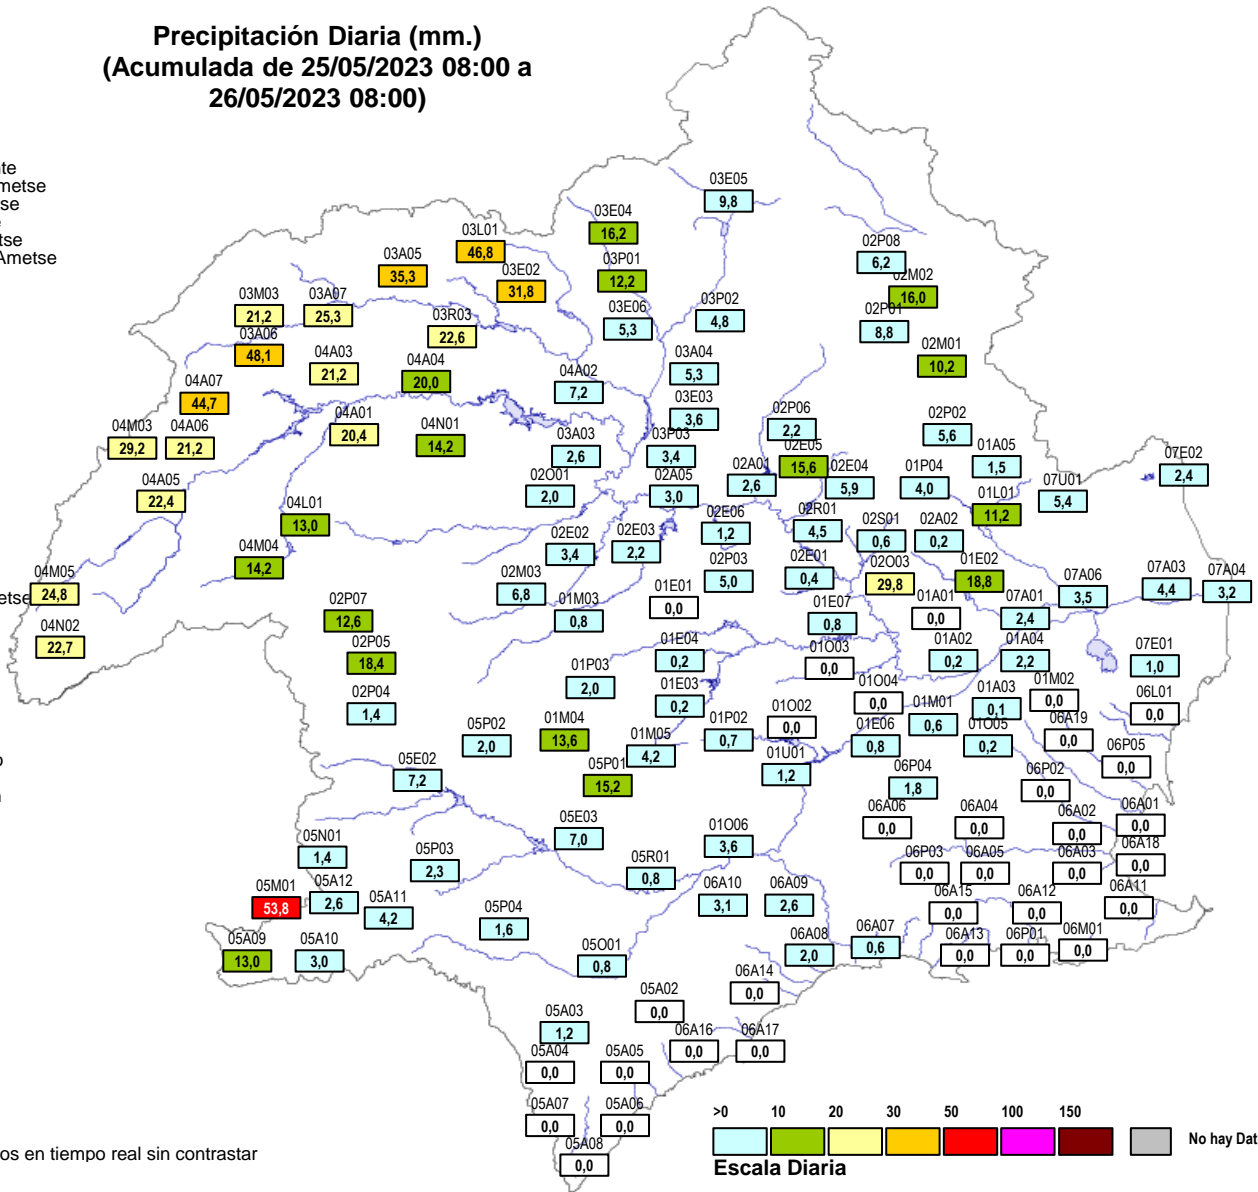 Precipitación Diaria (mm.)
(Acumulada de 25/05/2023 08:00 a
26/05/2023 08:00)
03E05
9,8
03E04
16,2
03L01
46,8
03A05
35,3
03E02
31,8
03P01
12,2
02P08
6,2
02M02
16,0
03M03
21,2
03A07
25,3
03R03
22,6
03E06
5,3
03P02
4,8
02P01
8,8
03A06
48,1
04A03
21,2
04A04
20,0
04A02
7,2
03A04
5,3
02M01
10,2
04A07
44,7
03E03
3,6
04M03
29,2
04A06
21,2
04A01
20,4
04N01
14,2
03A03
2,6
03P03
3,4
02P06
2,2
02P02
5,6
02E05
15,6
02E04
5,9
01P04
4,0
01A05
1,5
07E02
2,4
04A05
22,4
02O01
2,0
02A05
3,0
02A01
2,6
01L01
11,2
07U01
5,4
04L01
13,0
02E06
1,2
02R01
4,5
02S01
0,6
02A02
0,2
04M04
14,2
02E02
3,4
02E03
2,2
02P03
5,0
02E01
0,4
02O03
29,8
01E02
18,8
04M05
24,8
02M03
6,8
01M03
0,8
01E01
0,0
01E07
0,8
01A01
0,0
07A01
2,4
07A06
3,5
07A03
4,4
07A04
3,2
04N02
22,7
02P07
12,6
02P05
18,4
01E04
0,2
01O03
0,0
01A02
0,2
01A04
2,2
07E01
1,0
02P04
1,4
01P03
2,0
01E03
0,2
01O04
0,0
01M01
0,6
01A03
0,1
01M02
0,0
06L01
0,0
05P02
2,0
01M04
13,6
01M05
4,2
01P02
0,7
01O02
0,0
01E06
0,8
01O05
0,2
06A19
0,0
06P05
0,0
05E02
7,2
05P01
15,2
01U01
1,2
06P04
1,8
06P02
0,0
05E03
7,0
01O06
3,6
06A06
0,0
06A04
0,0
06A02
0,0
06A01
0,0
05N01
1,4
05P03
2,3
05R01
0,8
06P03
0,0
06A05
0,0
06A03
0,0
06A18
0,0
05M01
53,8
05A12
2,6
05A11
4,2
05P04
1,6
06A10
3,1
06A09
2,6
06A15
0,0
06A12
0,0
06A11
0,0
05A09
13,0
05A10
3,0
05O01
0,8
06A08
2,0
06A07
0,6
06A13
0,0
06P01
0,0
06M01
0,0
05A02
0,0
06A14
0,0
05A03
1,2
06A16
0,0
06A17
0,0
05A04
0,0
05A05
0,0
05A07
0,0
05A06
0,0
05A08
0,0
>0 10 20 30 50 100 150
No hay Dat
Escala Diaria
os en tiempo real sin contrastar